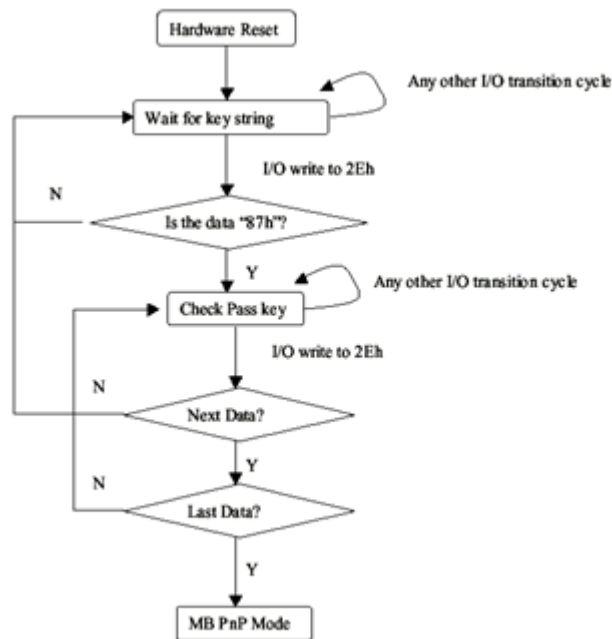 Hardware Reset
Any other I/O transition cycle
Wait for key string
I/O write to 2Eh
N
Is the data “87h”?
Y
Any other I/O transition cycle
Check Pass key
I/O write to 2Eh
N
Next Data?
Y
N
Last Data?
Y
MB PnP Mode